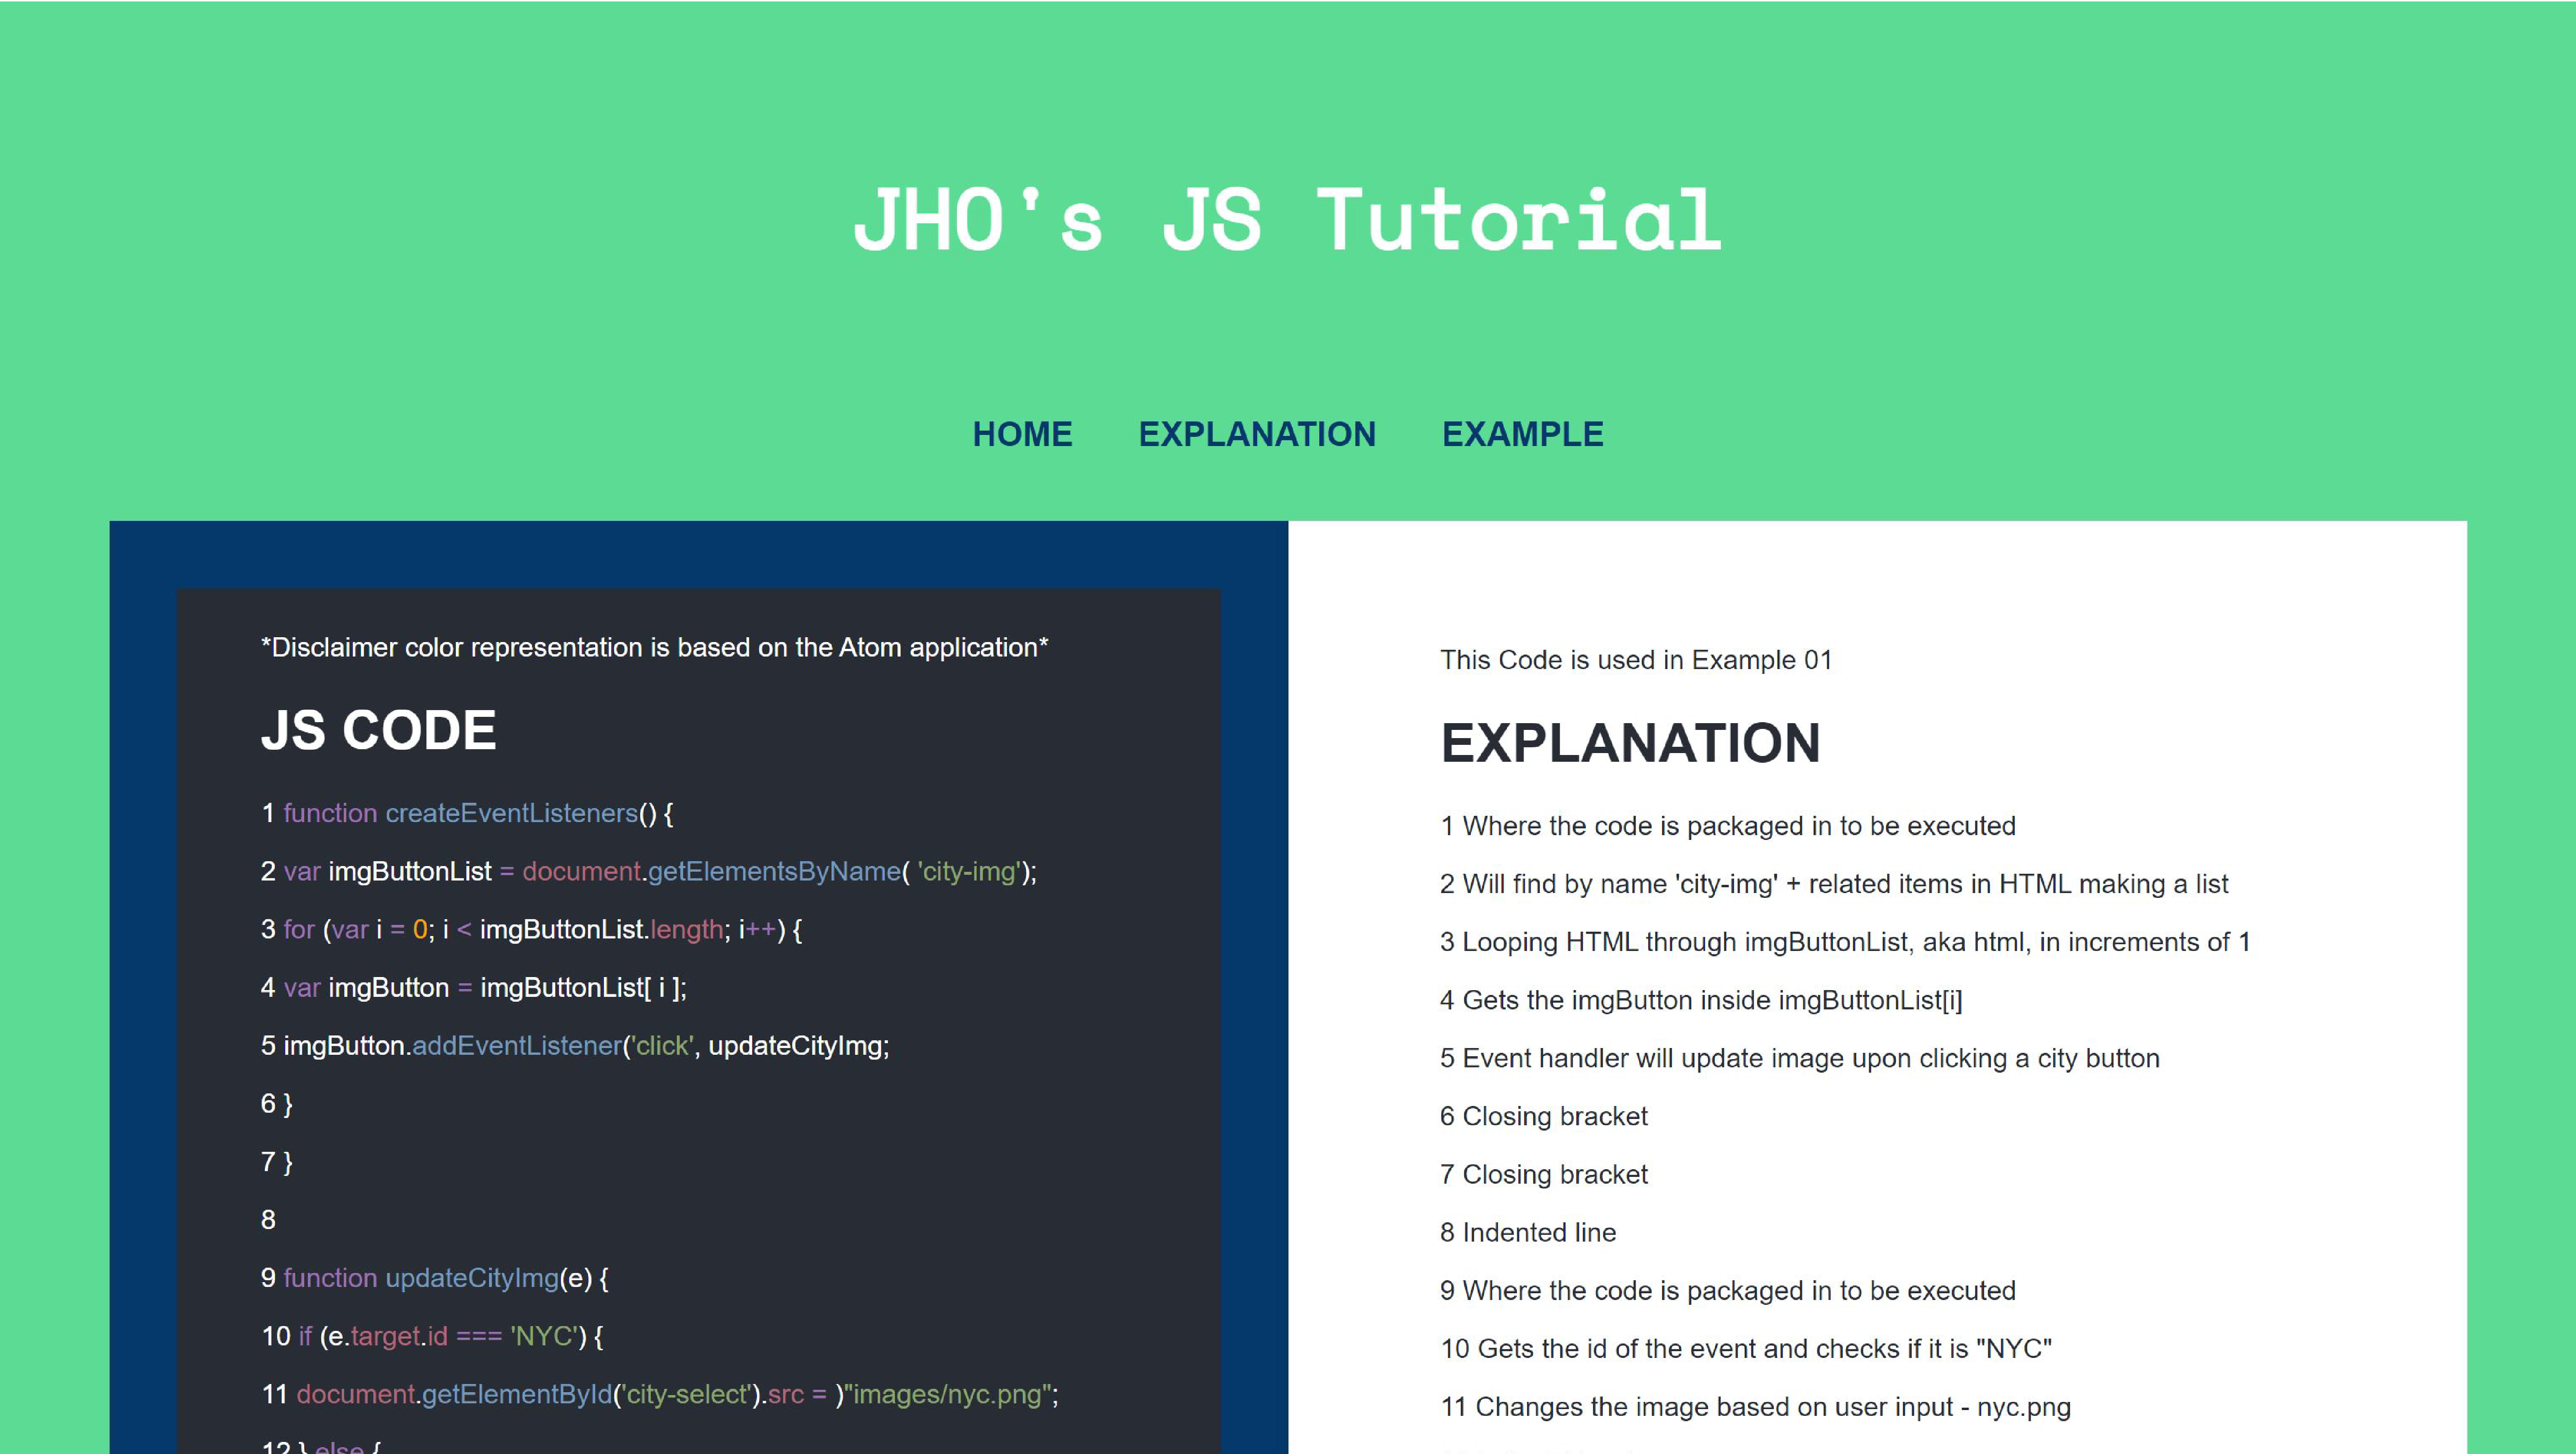 JHO's JS Tutorial
HOME EXPLANATION EXAMPLE
*Disclaimer color representation is based on the Atom application*
JS CODE
1 function createEventListeners() {
2 var imgButtonList = document.getElementsByName( 'city-img');
3 for (var i = 0; i < imgButtonList.length; i++) {
4 var imgButton = imgButtonList[ i ];
5 imgButton.addEventListener('click', updateCityImg;
6 }
7 }
8
9 function updateCityImg(e) {
10 if (e.target.id === 'NYC') {
11 document.getElementById('city-select').src = )"images/nyc.png";
12 } else {
This Code is used in Example 01
EXPLANATION
1 Where the code is packaged in to be executed
2 Will find by name 'city-img' + related items in HTML making a list
3 Looping HTML through imgButtonList, aka html, in increments of 1
4 Gets the imgButton inside imgButtonList[i]
5 Event handler will update image upon clicking a city button
6 Closing bracket
7 Closing bracket
8 Indented line
9 Where the code is packaged in to be executed
10 Gets the id of the event and checks if it is "NYC"
11 Changes the image based on user input - nyc.png